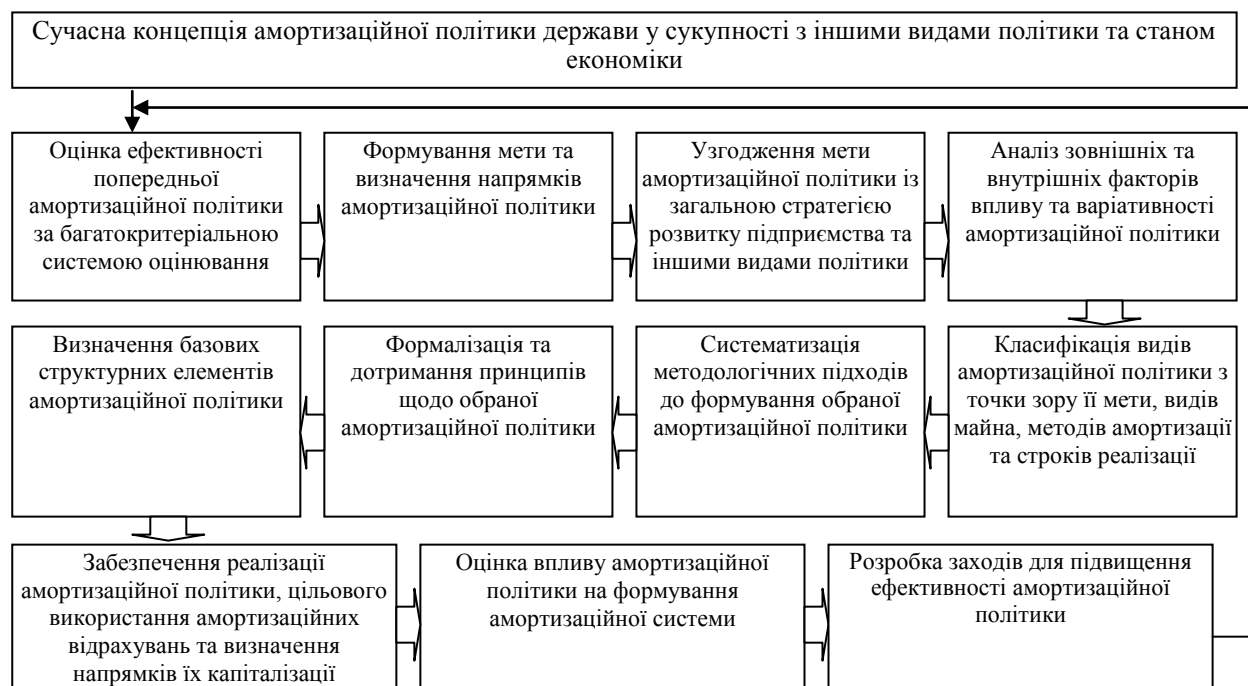 Сучасна концепція амортизаційної політики держави у сукупності з іншими видами політики та станом
економіки
Оцінка ефективності
попередньої
амортизаційної політики
за багатокритеріальною
системою оцінювання
Формування мети та
визначення напрямків
амортизаційної політики
Узгодження мети
амортизаційної політики із
загальною стратегією
розвитку підприємства та
іншими видами політики
Аналіз зовнішніх та
внутрішніх факторів
впливу та варіативності
амортизаційної політики
Класифікація видів
амортизаційної політики з
точки зору її мети, видів
майна, методів амортизації
та строків реалізації
Систематизація
методологічних підходів
до формування обраної
амортизаційної політики
Формалізація та
дотримання принципів
щодо обраної
амортизаційної політики
Визначення базових
структурних елементів
амортизаційної політики
Забезпечення реалізації
амортизаційної політики, цільового
використання амортизаційних
відрахувань та визначення
напрямків їх капіталізації
Оцінка впливу амортизаційної
політики на формування
амортизаційної системи
Розробка заходів для підвищення
ефективності амортизаційної
політики